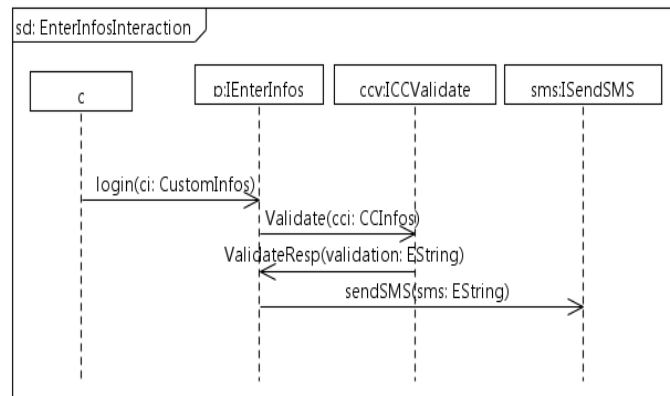 sd: EnterInfosInteraction
c
p:IEnterInfos
ccv:ICCValidate
sms:ISendSMS
login(ci: CustomInfos)
Validate(cci: CCInfos)
ValidateResp(validation: EString)
sendSMS(sms: EString)